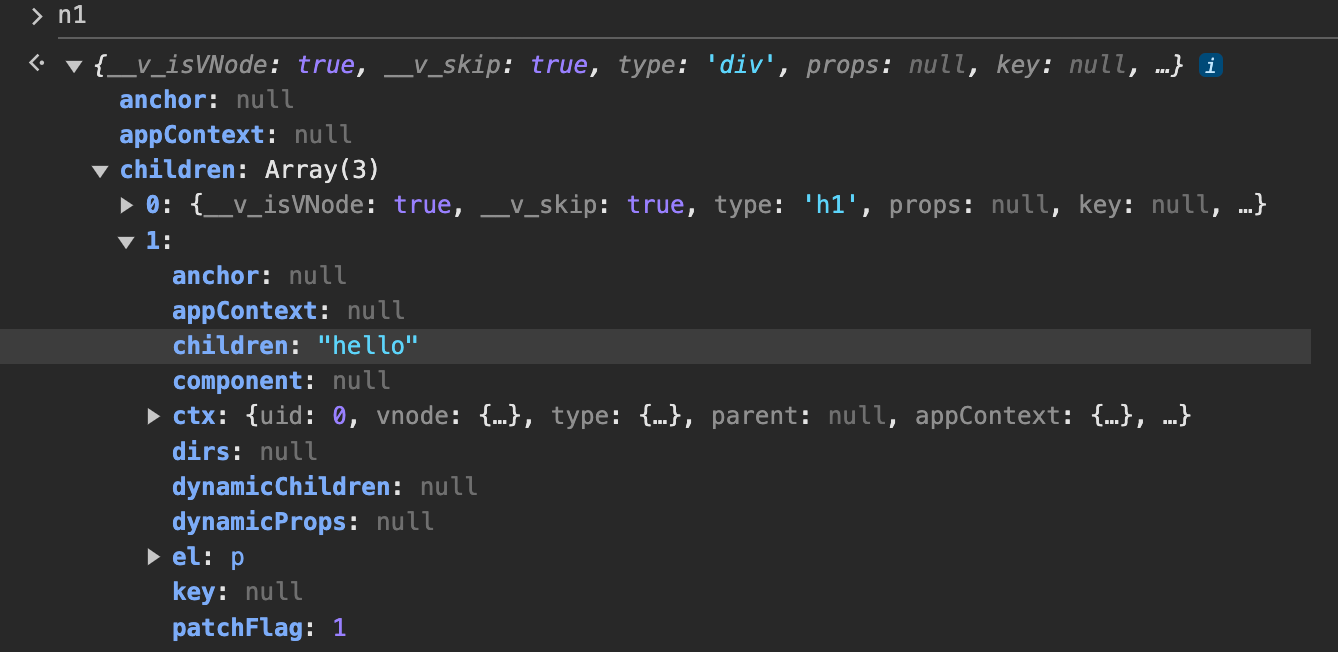 > n1
{__v_isVNode: true, __v_skip: true, type: 'div', props: null, key: null, …} i
anchor: null
appContext: null
children: Array(3)
0: {__v_isVNode: true, __v_skip: true, type: 'h1', props: null, key: null, …}
1:
anchor: null
appContext: null
children: "hello"
component: null
ctx: {uid: 0, vnode: {…}, type: {…}, parent: null, appContext: {…}, …}
dirs: null
dynamicChildren: null
dynamicProps: null
el: p
key: null
patchFlag: 1